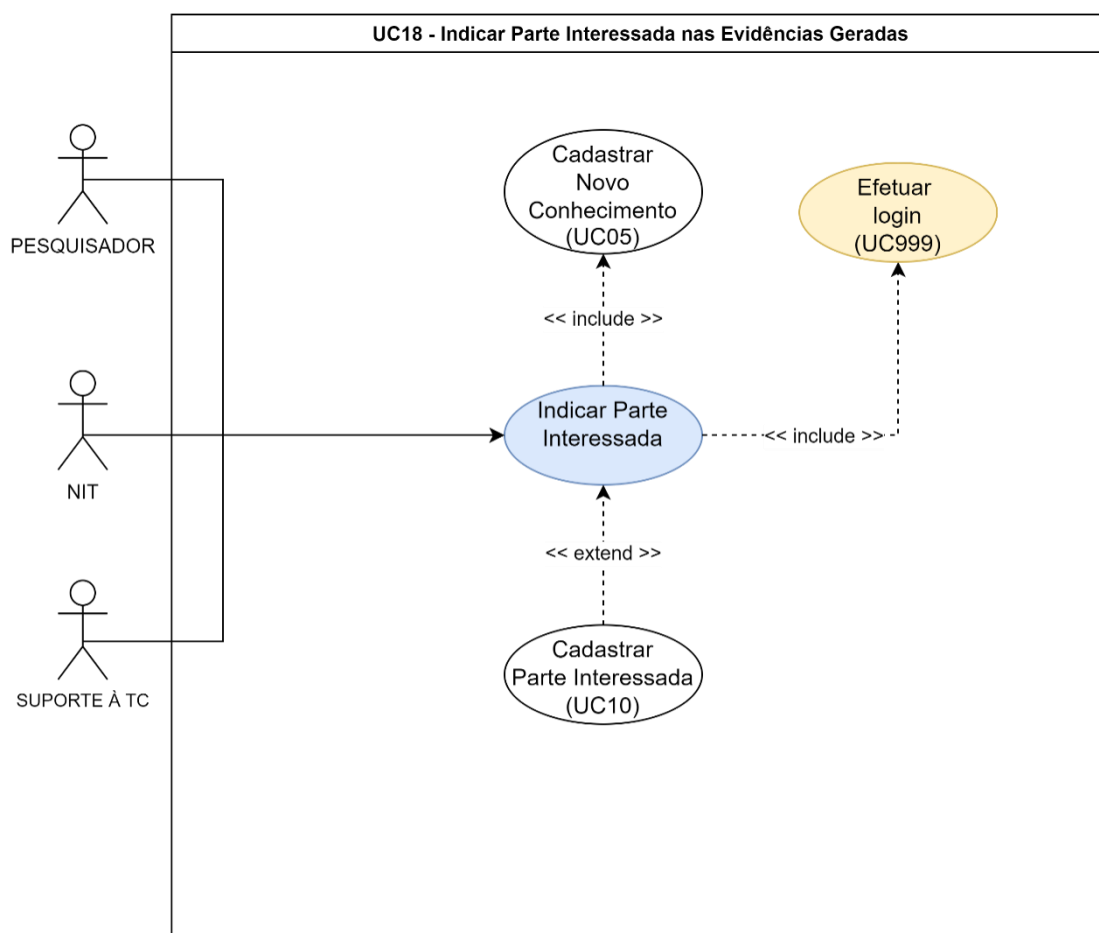 UC18 - Indicar Parte Interessada nas Evidências Geradas
Cadastrar
Novo
Conhecimento
(UC05)
Efetuar
login
(UC999)
PESQUISADOR
<< include >>
Indicar Parte
Interessada
<< include >>
NIT
<< extend >>
Cadastrar
Parte Interessada
(UC10)
SUPORTE À TC